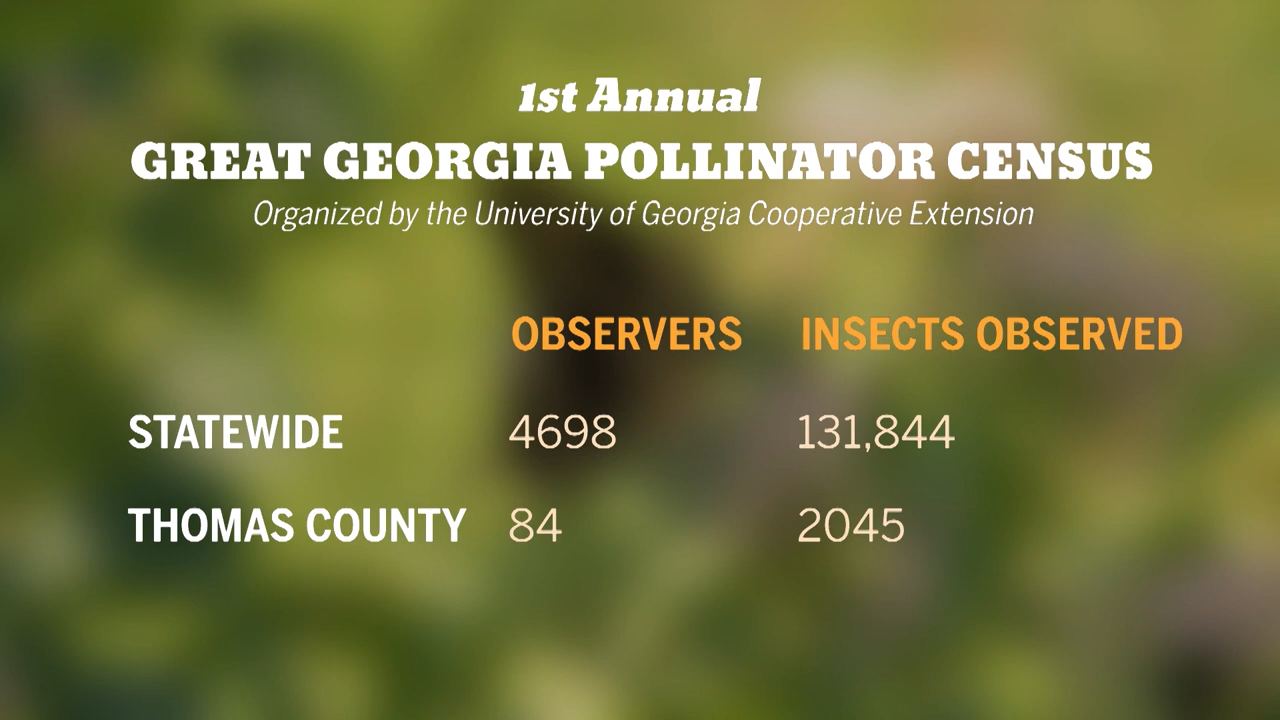 1st Annual
GREAT GEORGIA POLLINATOR CENSUS
Organized by the University of Georgia Cooperative Extension
OBSERVERS INSECTS OBSERVED
STATEWIDE 4698 131,844
THOMAS COUNTY 84 2045